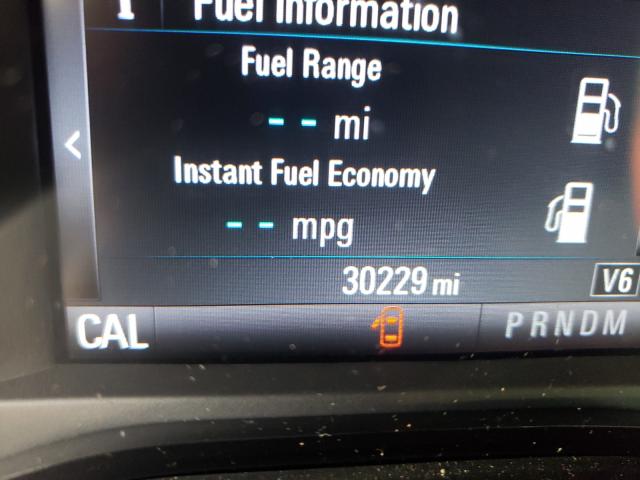 Fuel Information
Fuel Range
-- mi
Instant Fuel Economy
-- mpg
30229 mi
V6
CAL
PRNDM